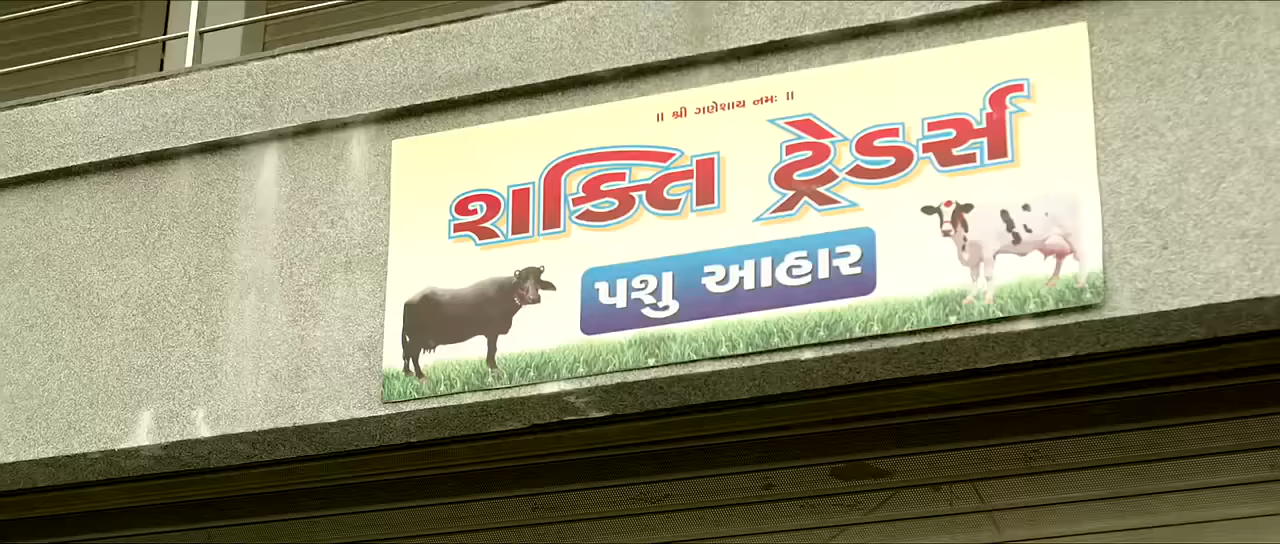 ॥ શ્રી ગણેશાય નમઃ ॥
શક્તિ ટ્રેડર્સ
પશુ આહાર